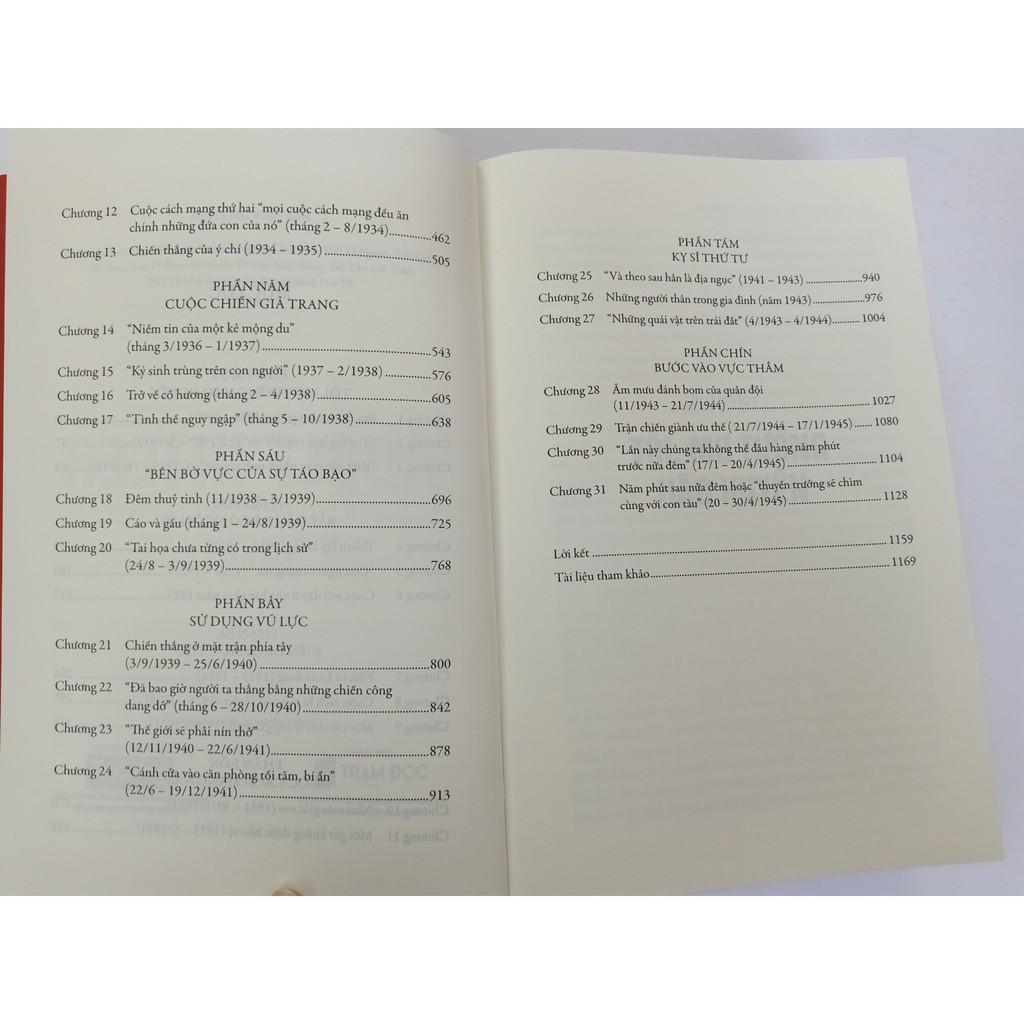 Chương 12 Cuộc cách mạng thứ hai “mọi cuộc cách mạng đều ăn
chính những đứa con của nó” (tháng 2 – 8/1934)..............462
Chương 13 Chiến thắng của ý chí (1934 – 1935)..............505
PHẦN NĂM
CUỘC CHIẾN GIẢ TRANG
Chương 14 “Niềm tin của một kẻ mộng du”
(tháng 3/1936 – 1/1937)..............543
Chương 15 “Ký sinh trùng trên con người” (1937 – 2/1938)..............576
Chương 16 Trở về cố hương (tháng 2 – 4/1938)..............605
Chương 17 “Tình thế nguy ngập” (tháng 5 – 10/1938)..............638
PHẦN SÁU
“BÊN BỜ VỰC CỦA SỰ TÁO BẠO”
Chương 18 Đêm thuỷ tinh (11/1938 – 3/1939)..............696
Chương 19 Cáo và gấu (tháng 1 – 24/8/1939)..............725
Chương 20 “Tai họa chưa từng có trong lịch sử”
(24/8 – 3/9/1939)..............768
PHẦN BẢY
SỬ DỤNG VŨ LỰC
Chương 21 Chiến thắng ở mặt trận phía tây
(3/9/1939 – 25/6/1940)..............800
Chương 22 “Đã bao giờ người ta thắng bằng những chiến công
dang dở” (tháng 6 – 28/10/1940)..............842
Chương 23 “Thế giới sẽ phải nín thở”
(12/11/1940 – 22/6/1941)..............878
Chương 24 “Cánh cửa vào căn phòng tối tăm, bí ẩn”
(22/6 – 19/12/1941)..............913
PHẦN TÁM
KỴ SĨ THỨ TƯ
Chương 25 “Và theo sau hắn là địa ngục” (1941 – 1943)..............940
Chương 26 Những người thân trong gia đình (năm 1943)..............976
Chương 27 “Những quái vật trên trái đất” (4/1943 – 4/1944)..............1004
PHẦN CHÍN
BƯỚC VÀO VỰC THẲM
Chương 28 Âm mưu đánh bom của quân đội
(11/1943 – 21/7/1944)..............1027
Chương 29 Trận chiến giành ưu thế ( 21/7/1944 – 17/1/1945)..............1080
Chương 30 “Lần này chúng ta không thể đầu hàng năm phút
trước nửa đêm” (17/1 – 20/4/1945)..............1104
Chương 31 Năm phút sau nửa đêm hoặc “thuyền trưởng sẽ chìm
cùng với con tàu” (20 – 30/4/1945)..............1128
Lời kết..............1159
Tài liệu tham khảo..............1169